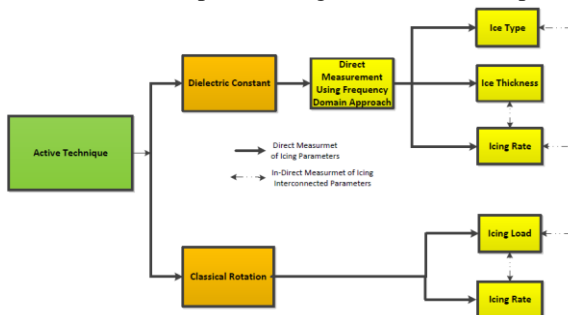 Ice Type
Direct
Measurement
Using Frequency
Domain Approach
Dielectric Constant
Ice Thickness
Active Technique
Direct Measurmet
of Icing Parameters
Icing Rate
In-Direct Measurmet of Icing
Interconnected Parameters
Icing Load
Classical Rotation
Icing Rate